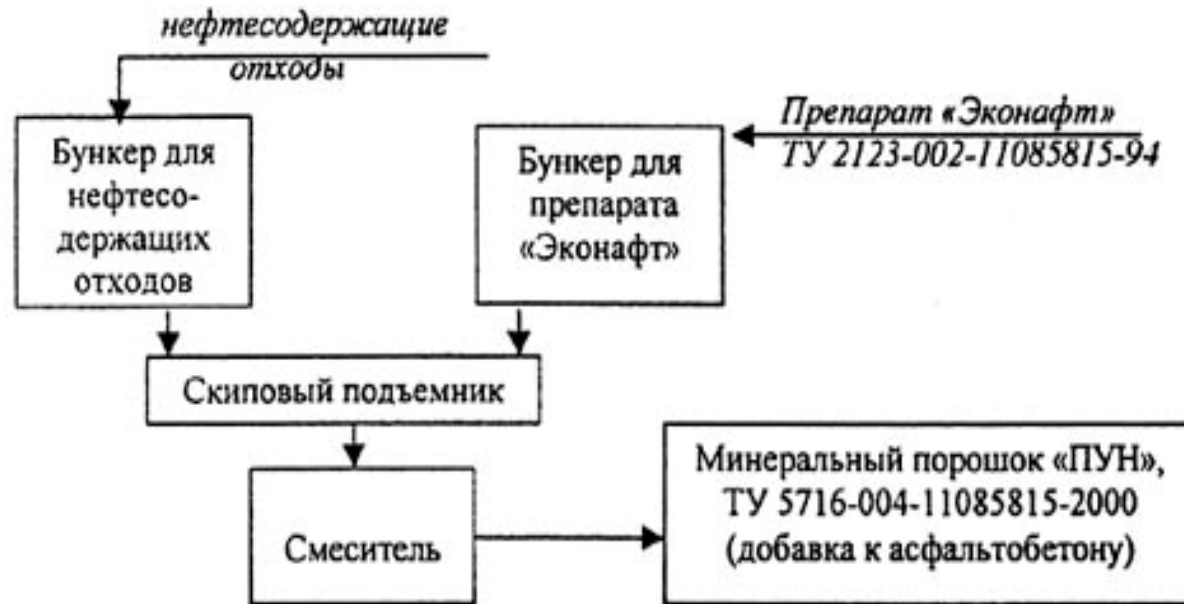 нефтесодержащие
отходы
Препарат «Эконафт»
ТУ 2123-002-11085815-94
Бункер для
нефтесо-
держащих
отходов
Бункер для
препарата
«Эконафт»
Скиповый подъемник
Смеситель
Минеральный порошок «ПУН»,
ТУ 5716-004-11085815-2000
(добавка к асфальтобетону)